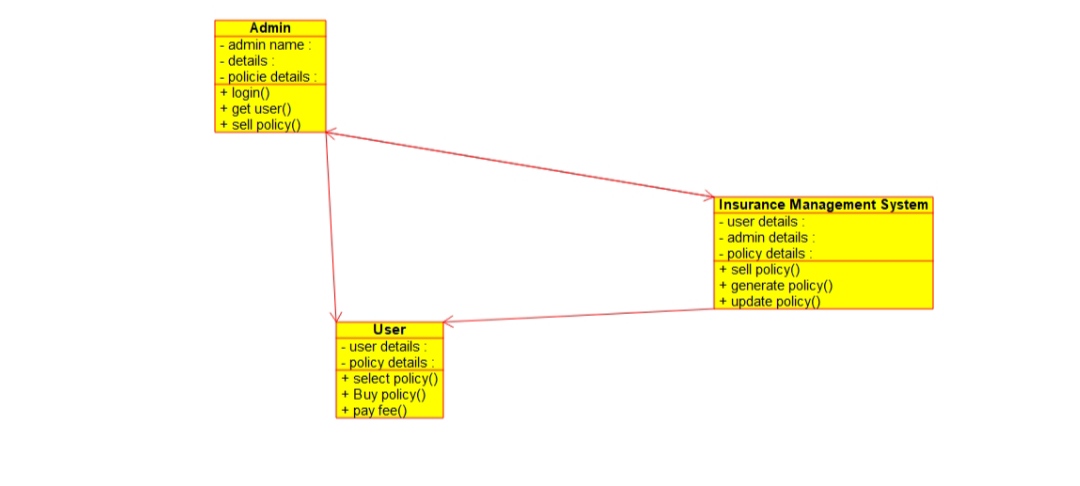 Admin
- admin name :
- details :
- policie details :
+ login()
+ get user()
+ sell policy()
Insurance Management System
- user details :
- admin details :
- policy details :
+ sell policy()
+ generate policy()
+ update policy()
User
- user details :
- policy details :
+ select policy()
+ Buy policy()
+ pay fee()